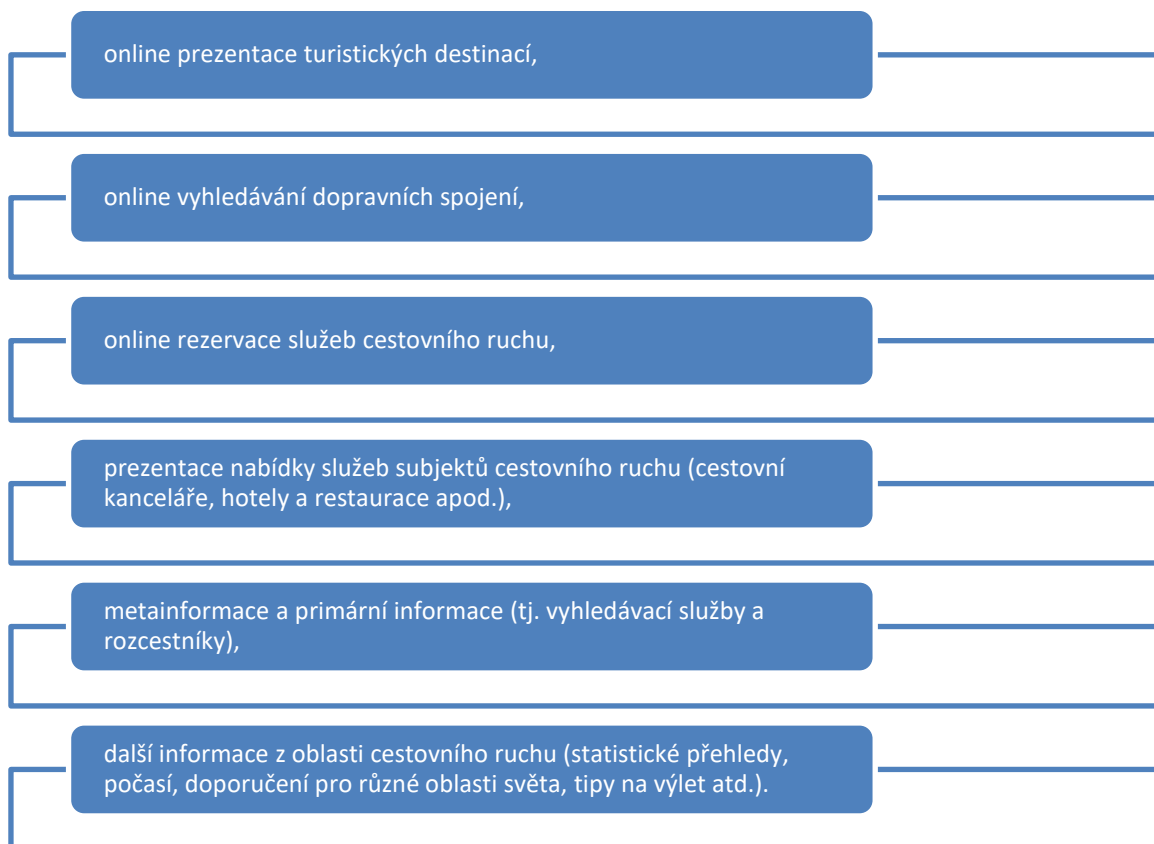 online prezentace turistických destinací,
online vyhledávání dopravních spojení,
online rezervace služeb cestovního ruchu,
prezentace nabídky služeb subjektů cestovního ruchu (cestovní
kanceláře, hotely a restaurace apod.),
metainformace a primární informace (tj. vyhledávací služby a
rozcestníky),
další informace z oblasti cestovního ruchu (statistické přehledy,
počasí, doporučení pro různé oblasti světa, tipy na výlet atd.).